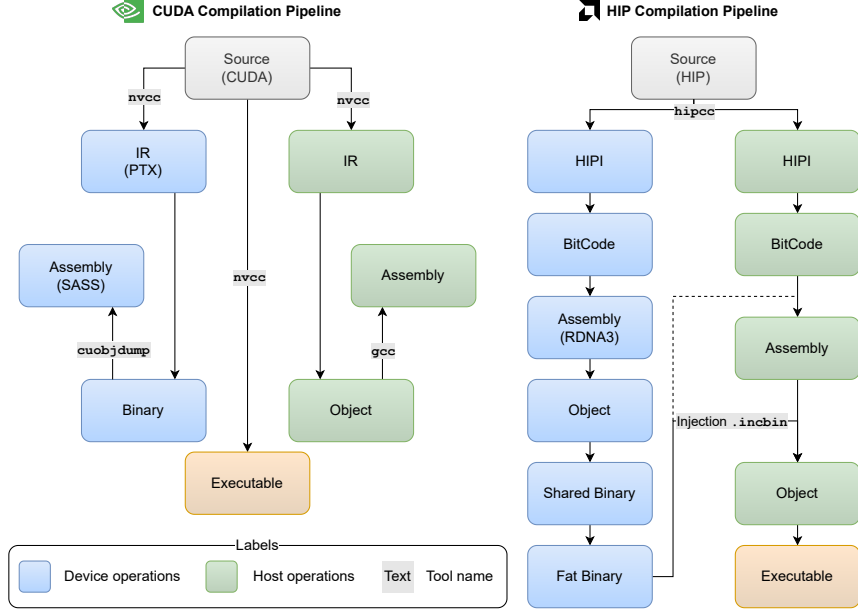 CUDA Compilation Pipeline
Source
(CUDA)
nvcc
nvcc
IR
(PTX)
IR
Assembly
(SASS)
nvcc
Assembly
cuobjdump
gcc
Binary
Object
Executable
Labels
Device operations
Host operations
Text
Tool name
HIP Compilation Pipeline
Source
(HIP)
hipcc
HIPI
HIPI
BitCode
BitCode
Assembly
(RDNA3)
Assembly
Object
Injection .incbin
Shared Binary
Object
Fat Binary
Executable